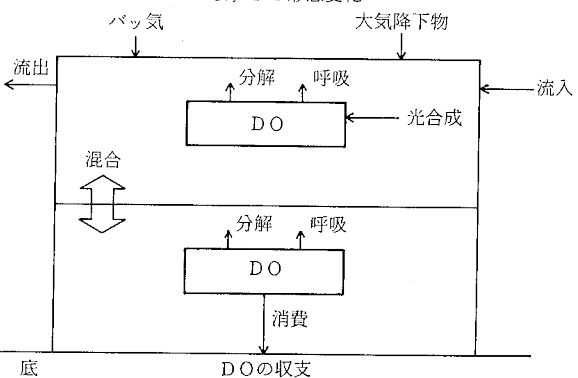 バッ気
大気降下物
流出
分解
呼吸
流入
DO
光合成
混合
分解
呼吸
DO
消費
底
DOの収支